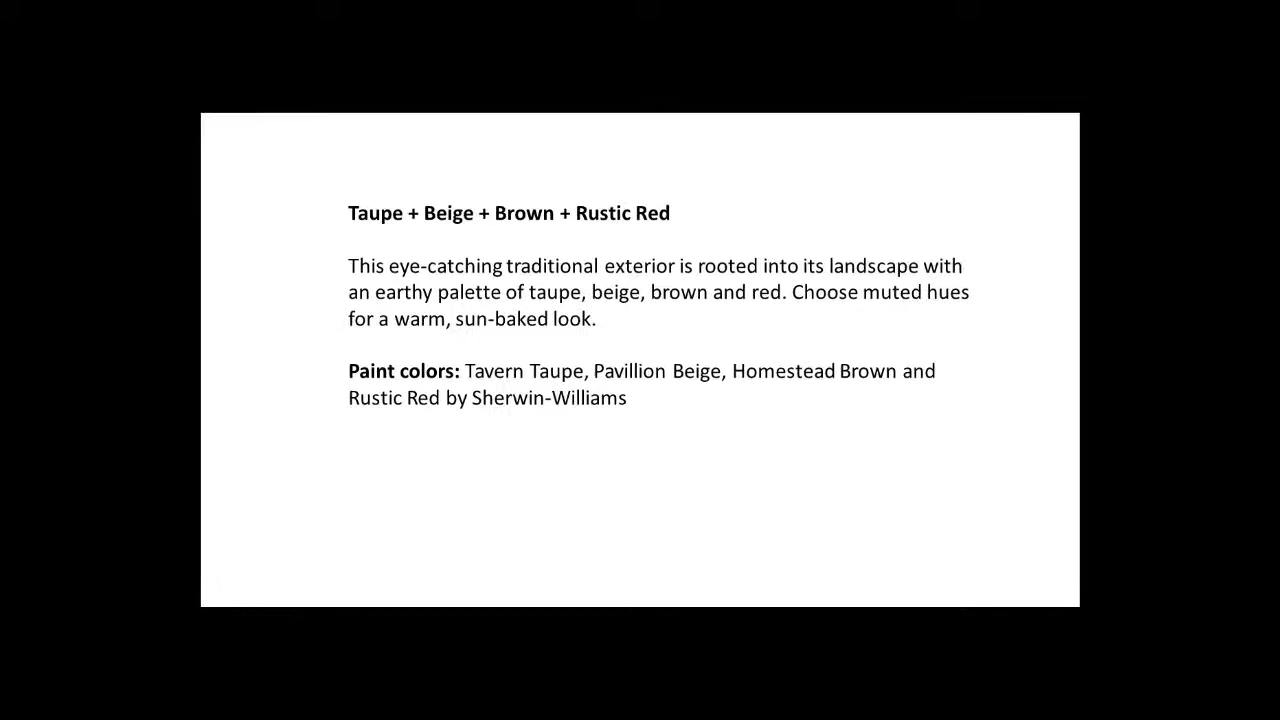 Taupe + Beige + Brown + Rustic Red
This eye-catching traditional exterior is rooted into its landscape with
an earthy palette of taupe, beige, brown and red. Choose muted hues
for a warm, sun-baked look.
Paint colors: Tavern Taupe, Pavillion Beige, Homestead Brown and
Rustic Red by Sherwin-Williams